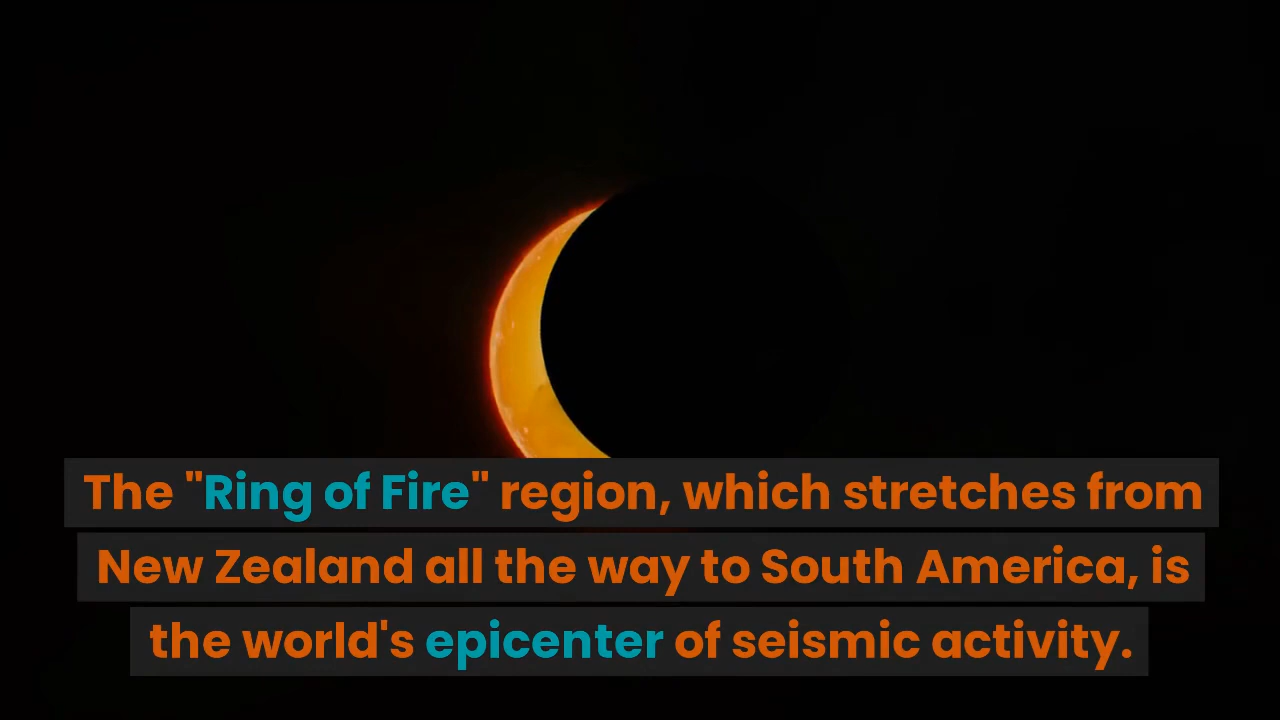 The "Ring of Fire" region, which stretches from
New Zealand all the way to South America, is
the world's epicenter of seismic activity.